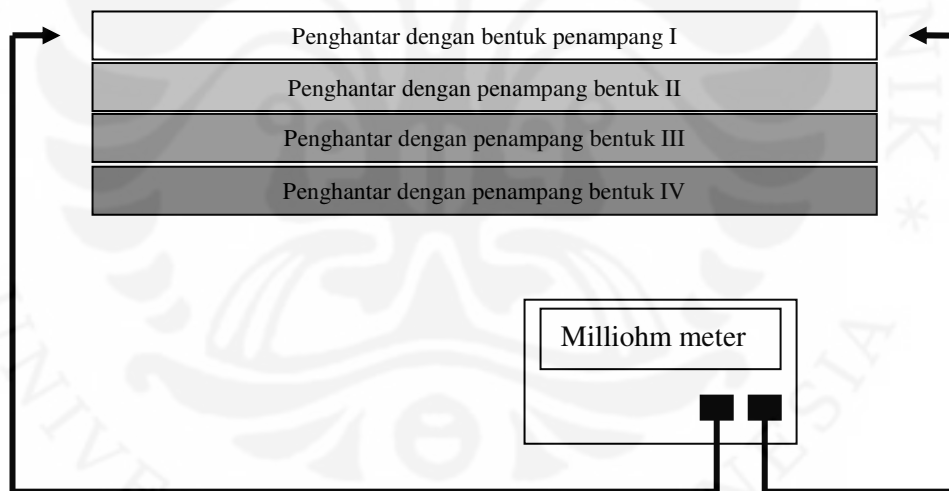 Penghantar dengan bentuk penampang I
Penghantar dengan penampang bentuk II
Penghantar dengan penampang bentuk III
Penghantar dengan penampang bentuk IV
Milliohm meter